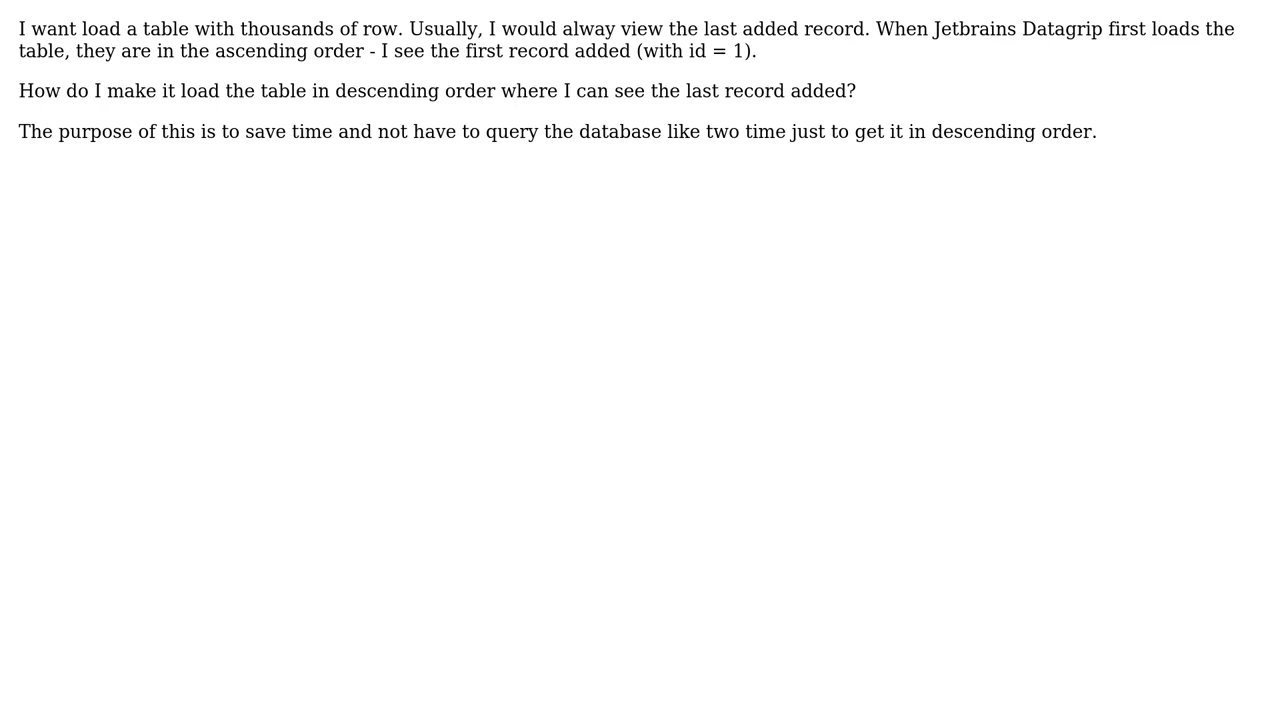 I want load a table with thousands of row. Usually, I would alway view the last added record. When Jetbrains Datagrip first loads the
table, they are in the ascending order - I see the first record added (with id = 1).
How do I make it load the table in descending order where I can see the last record added?
The purpose of this is to save time and not have to query the database like two time just to get it in descending order.